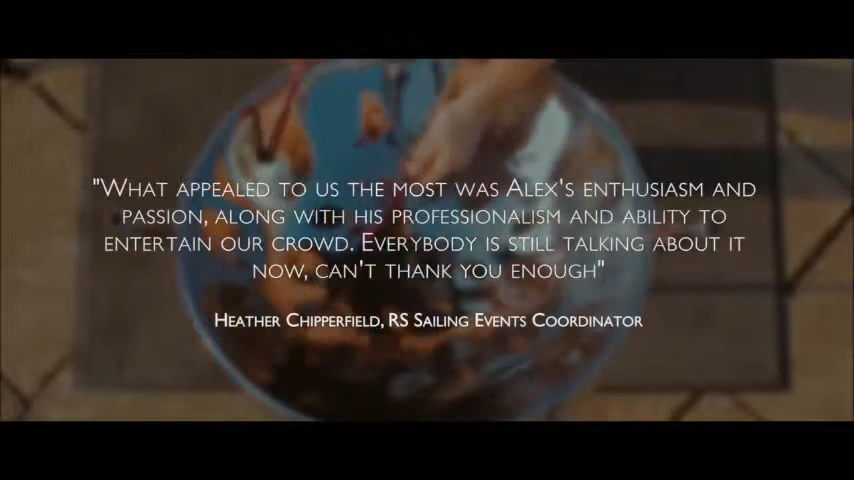 "What appealed to us the most was Alex's enthusiasm and
passion, along with his professionalism and ability to
entertain our crowd. Everybody is still talking about it
now, can't thank you enough"
Heather Chipperfield, RS Sailing Events Coordinator